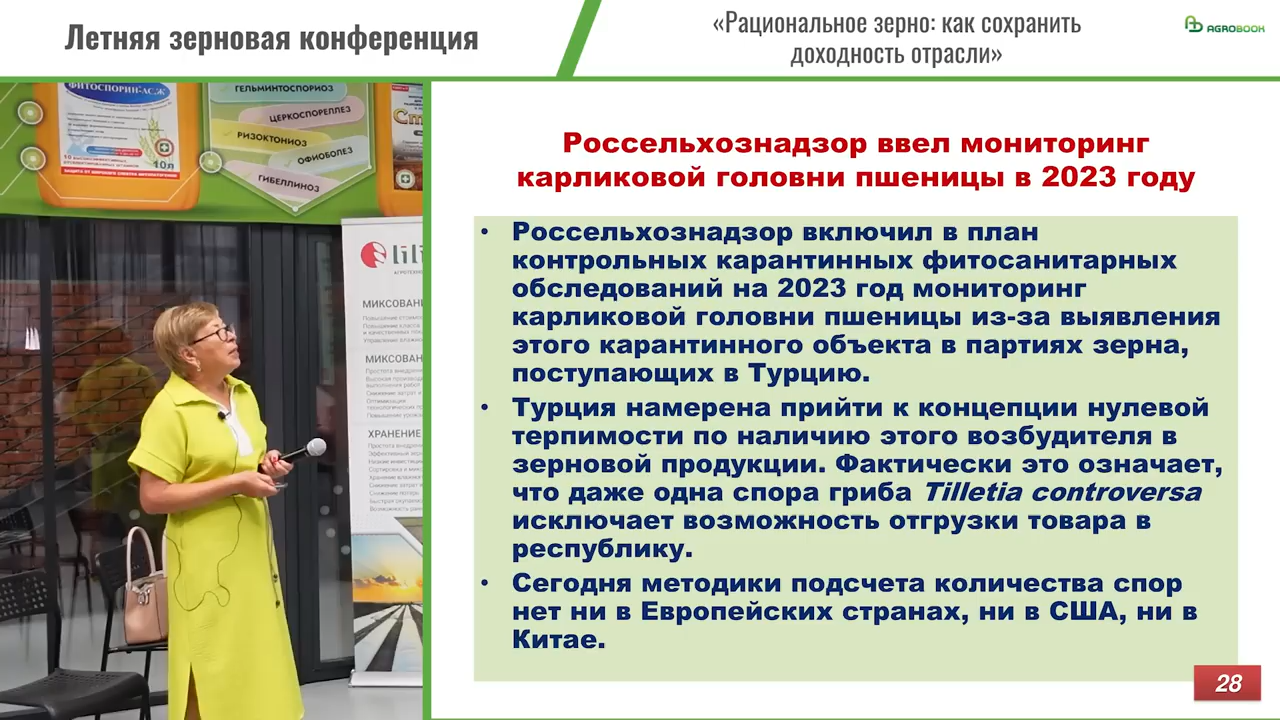 Летняя зерновая конференция
«Рациональное зерно: как сохранить
доходность отрасли»
AGROBOOK
ФИТОСПОРИН-АС,Ж
10л
ГЕЛЬМИНТОСПОРИОЗ
ЦЕРКОСПОРЕЛЛЕЗ
РИЗОКТОНИОЗ
ОФИОБОЛЕЗ
ГИБЕЛЛИНОЗ
МИКСОВАН
МИКСОВАН
ХРАНЕНИЕ
Россельхознадзор ввел мониторинг
карликовой головни пшеницы в 2023 году
• Россельхознадзор включил в план
контрольных карантинных фитосанитарных
обследований на 2023 год мониторинг
карликовой головни пшеницы из-за выявления
этого карантинного объекта в партиях зерна,
поступающих в Турцию.
• Турция намерена прийти к концепции нулевой
терпимости по наличию этого возбудителя в
зерновой продукции. Фактически это означает,
что даже одна спора гриба Tilletia controversa
исключает возможность отгрузки товара в
республику.
• Сегодня методики подсчета количества спор
нет ни в Европейских странах, ни в США, ни в
Китае.
28